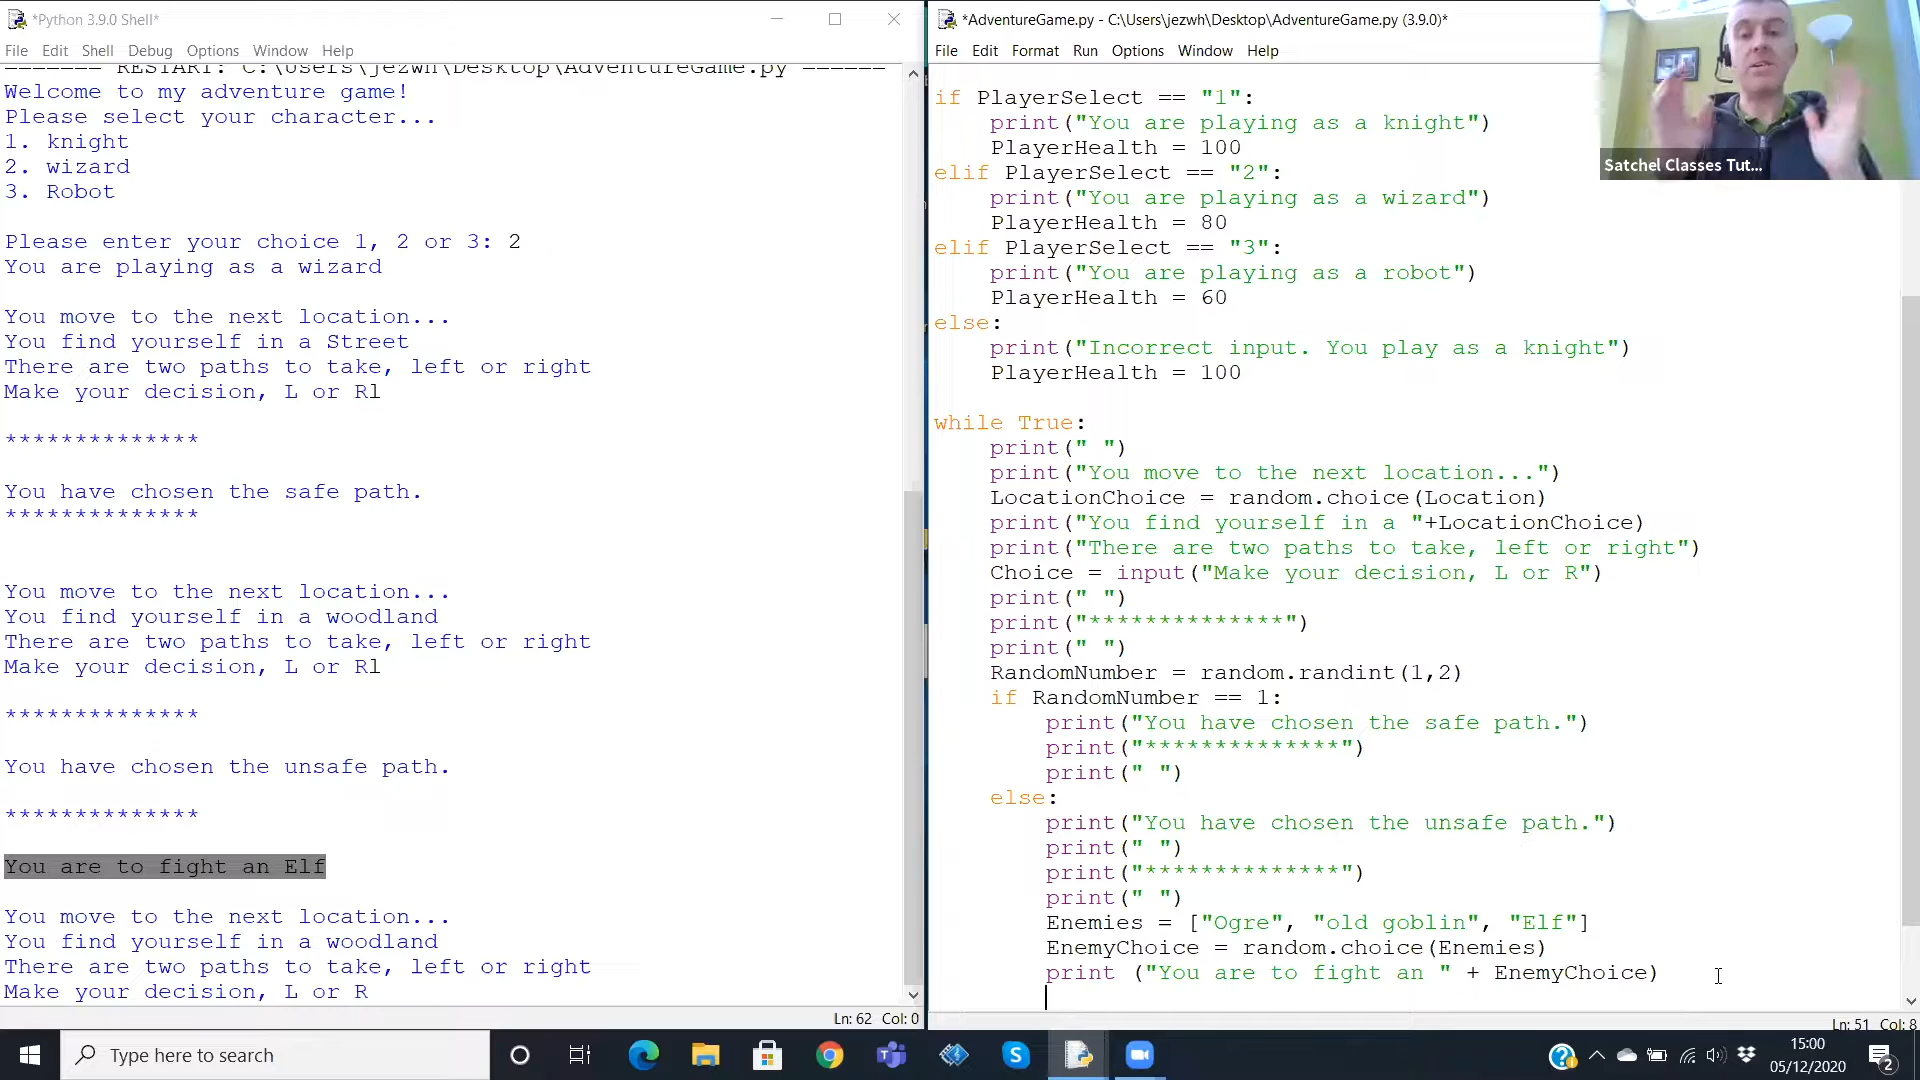 *Python 3.9.0 Shell*
File Edit Shell Debug Options Window Help
======= RESTART: C:\Users\jezwh\Desktop\AdventureGame.py ======
Welcome to my adventure game!
Please select your character...
1. knight
2. wizard
3. Robot
Please enter your choice 1, 2 or 3: 2
You are playing as a wizard
You move to the next location...
You find yourself in a Street
There are two paths to take, left or right
Make your decision, L or Rl
**************
You have chosen the safe path.
**************
You move to the next location...
You find yourself in a woodland
There are two paths to take, left or right
Make your decision, L or Rl
**************
You have chosen the unsafe path.
**************
You are to fight an Elf
You move to the next location...
You find yourself in a woodland
There are two paths to take, left or right
Make your decision, L or R
Ln: 62 Col: 0
*AdventureGame.py - C:\Users\jezwh\Desktop\AdventureGame.py (3.9.0)*
File Edit Format Run Options Window Help
if PlayerSelect == "1":
    print("You are playing as a knight")
    PlayerHealth = 100
elif PlayerSelect == "2":
    print("You are playing as a wizard")
    PlayerHealth = 80
elif PlayerSelect == "3":
    print("You are playing as a robot")
    PlayerHealth = 60
else:
    print("Incorrect input. You play as a knight")
    PlayerHealth = 100
while True:
    print(" ")
    print("You move to the next location...")
    LocationChoice = random.choice(Location)
    print("You find yourself in a "+LocationChoice)
    print("There are two paths to take, left or right")
    Choice = input("Make your decision, L or R")
    print(" ")
    print("**************")
    print(" ")
    RandomNumber = random.randint(1,2)
    if RandomNumber == 1:
        print("You have chosen the safe path.")
        print("**************")
        print(" ")
    else:
        print("You have chosen the unsafe path.")
        print(" ")
        print("**************")
        print(" ")
        Enemies = ["Ogre", "old goblin", "Elf"]
        EnemyChoice = random.choice(Enemies)
        print ("You are to fight an " + EnemyChoice)
Ln: 51 Col: 8
Satchel Classes Tut...
Type here to search
15:00
05/12/2020
2